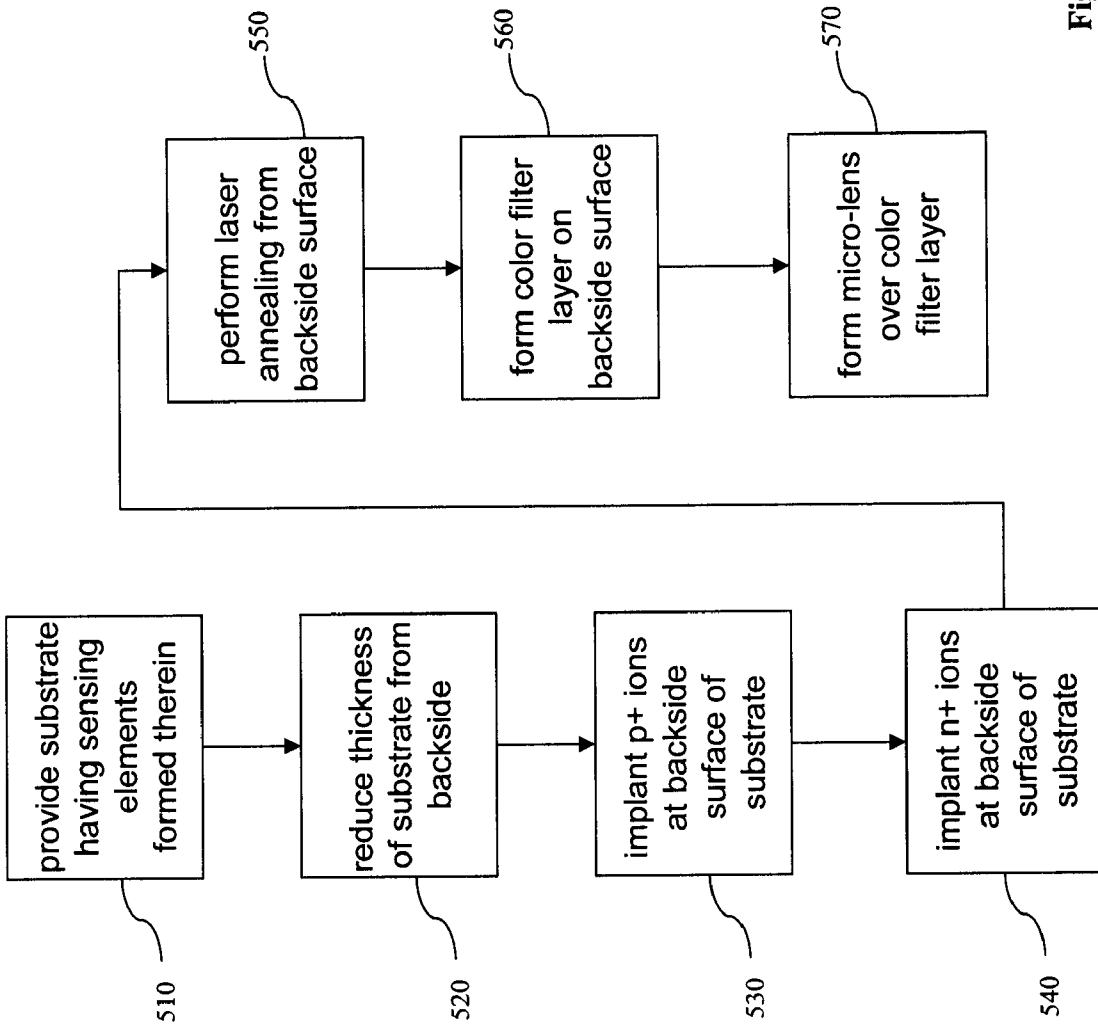 provide substrate
having sensing
elements
formed therein
510
reduce thickness
of substrate from
backside
520
implant p+ ions
at backside
surface of
substrate
530
implant n+ ions
at backside
surface of
substrate
540
perform laser
annealing from
backside surface
550
form color filter
layer on
backside surface
560
form micro-lens
over color
filter layer
570